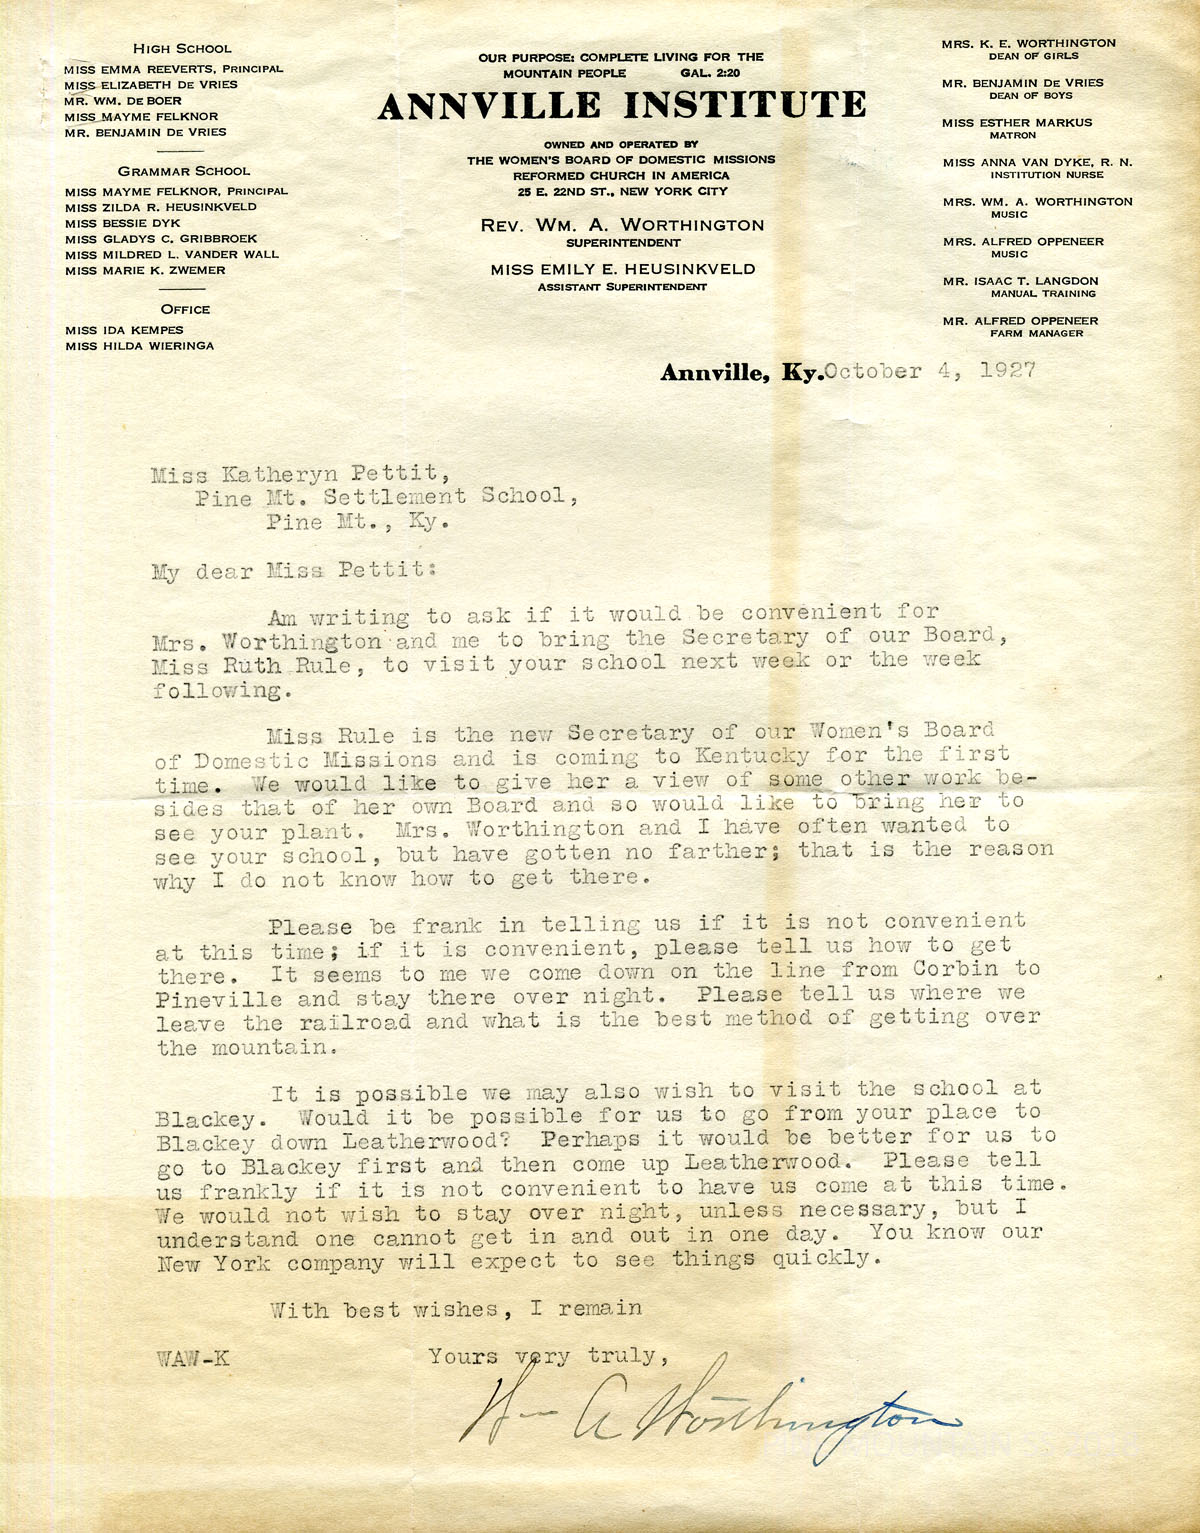 HIGH SCHOOL
MISS EMMA REEVERTS, PRINCIPAL
MISS ELIZABETH DE VRIES
MR. WM. DE BOER
MISS MAYME FELKNOR
MR. BENJAMIN DE VRIES
GRAMMAR SCHOOL
MISS MAYME FELKNOR, PRINCIPAL
MISS ZILDA R. HEUSINKVELD
MISS BESSIE DYK
MISS GLADYS C. GRIBBROEK
MISS MILDRED L. VANDER WALL
MISS MARIE K. ZWEMER
OFFICE
MISS IDA KEMPES
MISS HILDA WIERINGA
OUR PURPOSE: COMPLETE LIVING FOR THE
MOUNTAIN PEOPLE GAL. 2:20
ANNVILLE INSTITUTE
OWNED AND OPERATED BY
THE WOMEN'S BOARD OF DOMESTIC MISSIONS
REFORMED CHURCH IN AMERICA
25 E. 22ND ST., NEW YORK CITY
REV. WM. A. WORTHINGTON
SUPERINTENDENT
MISS EMILY E. HEUSINKVELD
ASSISTANT SUPERINTENDENT
MRS. K. E. WORTHINGTON
DEAN OF GIRLS
MR. BENJAMIN DE VRIES
DEAN OF BOYS
MISS ESTHER MARKUS
MATRON
MISS ANNA VAN DYKE, R. N.
INSTITUTION NURSE
MRS. WM. A. WORTHINGTON
MUSIC
MRS. ALFRED OPPENEER
MUSIC
MR. ISAAC T. LANGDON
MANUAL TRAINING
MR. ALFRED OPPENEER
FARM MANAGER
Annville, Ky. October 4, 1927
Miss Katheryn Pettit,
Pine Mt. Settlement School,
Pine Mt., Ky.
My dear Miss Pettit:
Am writing to ask if it would be convenient for
Mrs. Worthington and me to bring the Secretary of our Board,
Miss Ruth Rule, to visit your school next week or the week
following.
Miss Rule is the new Secretary of our Women's Board
of Domestic Missions and is coming to Kentucky for the first
time. We would like to give her a view of some other work be-
sides that of her own Board and so would like to bring her to
see your plant. Mrs. Worthington and I have often wanted to
see your school, but have gotten no farther; that is the reason
why I do not know how to get there.
Please be frank in telling us if it is not convenient
at this time; if it is convenient, please tell us how to get
there. It seems to me we come down on the line from Corbin to
Pineville and stay there over night. Please tell us where we
leave the railroad and what is the best method of getting over
the mountain.
It is possible we may also wish to visit the school at
Blackey. Would it be possible for us to go from your place to
Blackey down Leatherwood? Perhaps it would be better for us to
go to Blackey first and then come up Leatherwood. Please tell
us frankly if it is not convenient to have us come at this time.
We would not wish to stay over night, unless necessary, but I
understand one cannot get in and out in one day. You know our
New York company will expect to see things quickly.
With best wishes, I remain
WAW-K Yours very truly,
Wm A Worthington